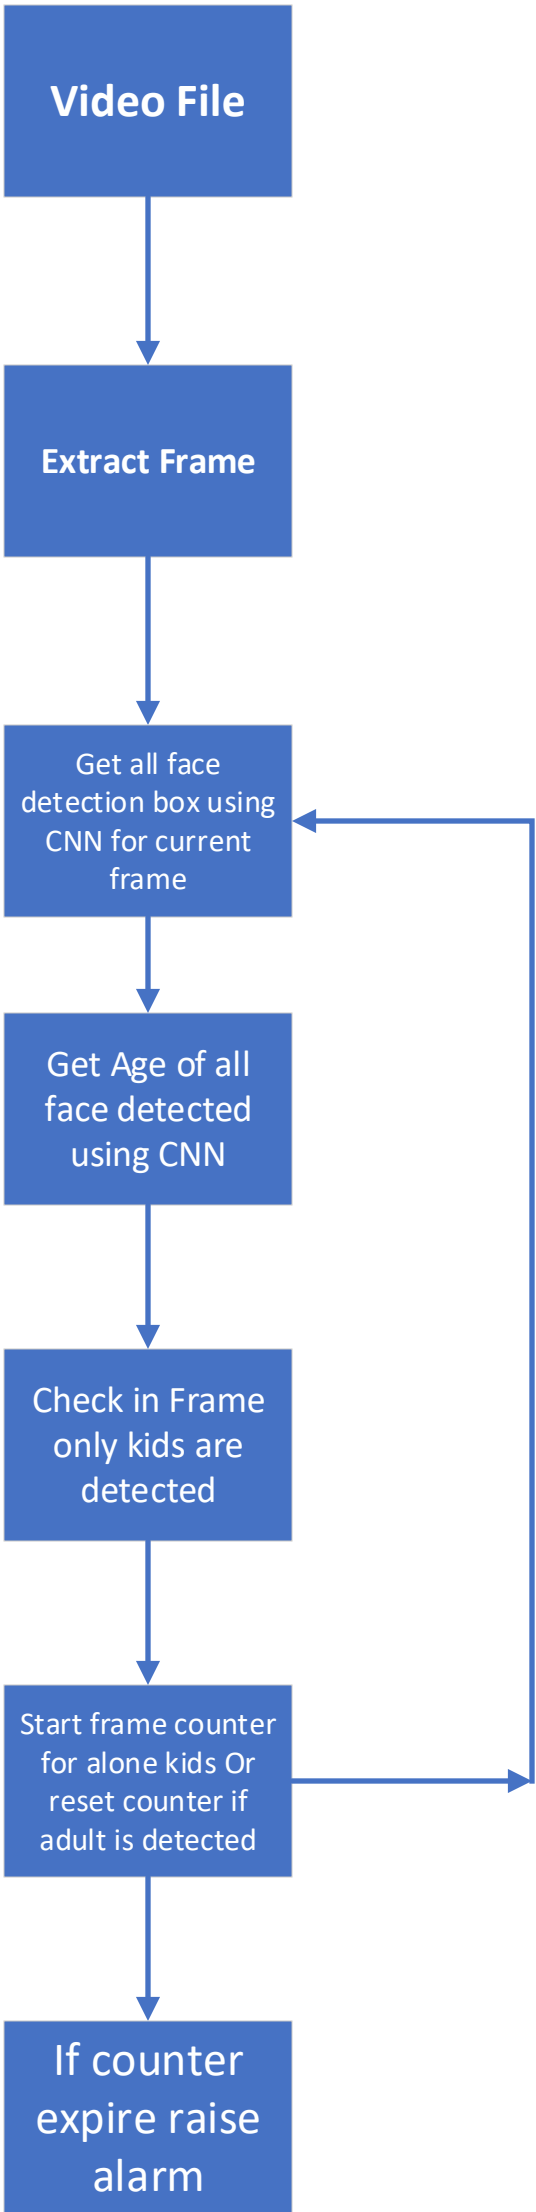 Video File
Extract Frame
Get all face
detection box using
CNN for current
frame
Get Age of all
face detected
using CNN
Check in Frame
only kids are
detected
Start frame counter
for alone kids Or
reset counter if
adult is detected
If counter
expire raise
alarm